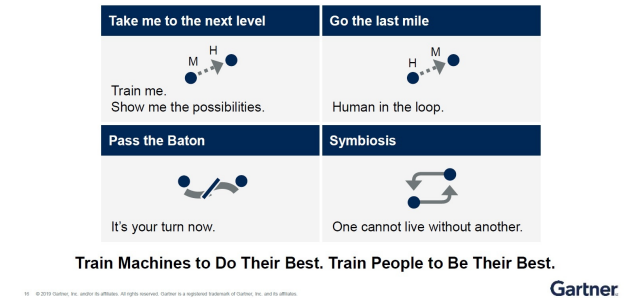 Take me to the next level
Go the last mile
M
H
Train me.
Show me the possibilities.
H
M
Human in the loop.
Pass the Baton
Symbiosis
It's your turn now.
One cannot live without another.
Train Machines to Do Their Best. Train People to Be Their Best.
© 2019 Gartner, Inc. and/or its affiliates. All rights reserved. Gartner is a registered trademark of Gartner, Inc. and its affiliates.
Gartner